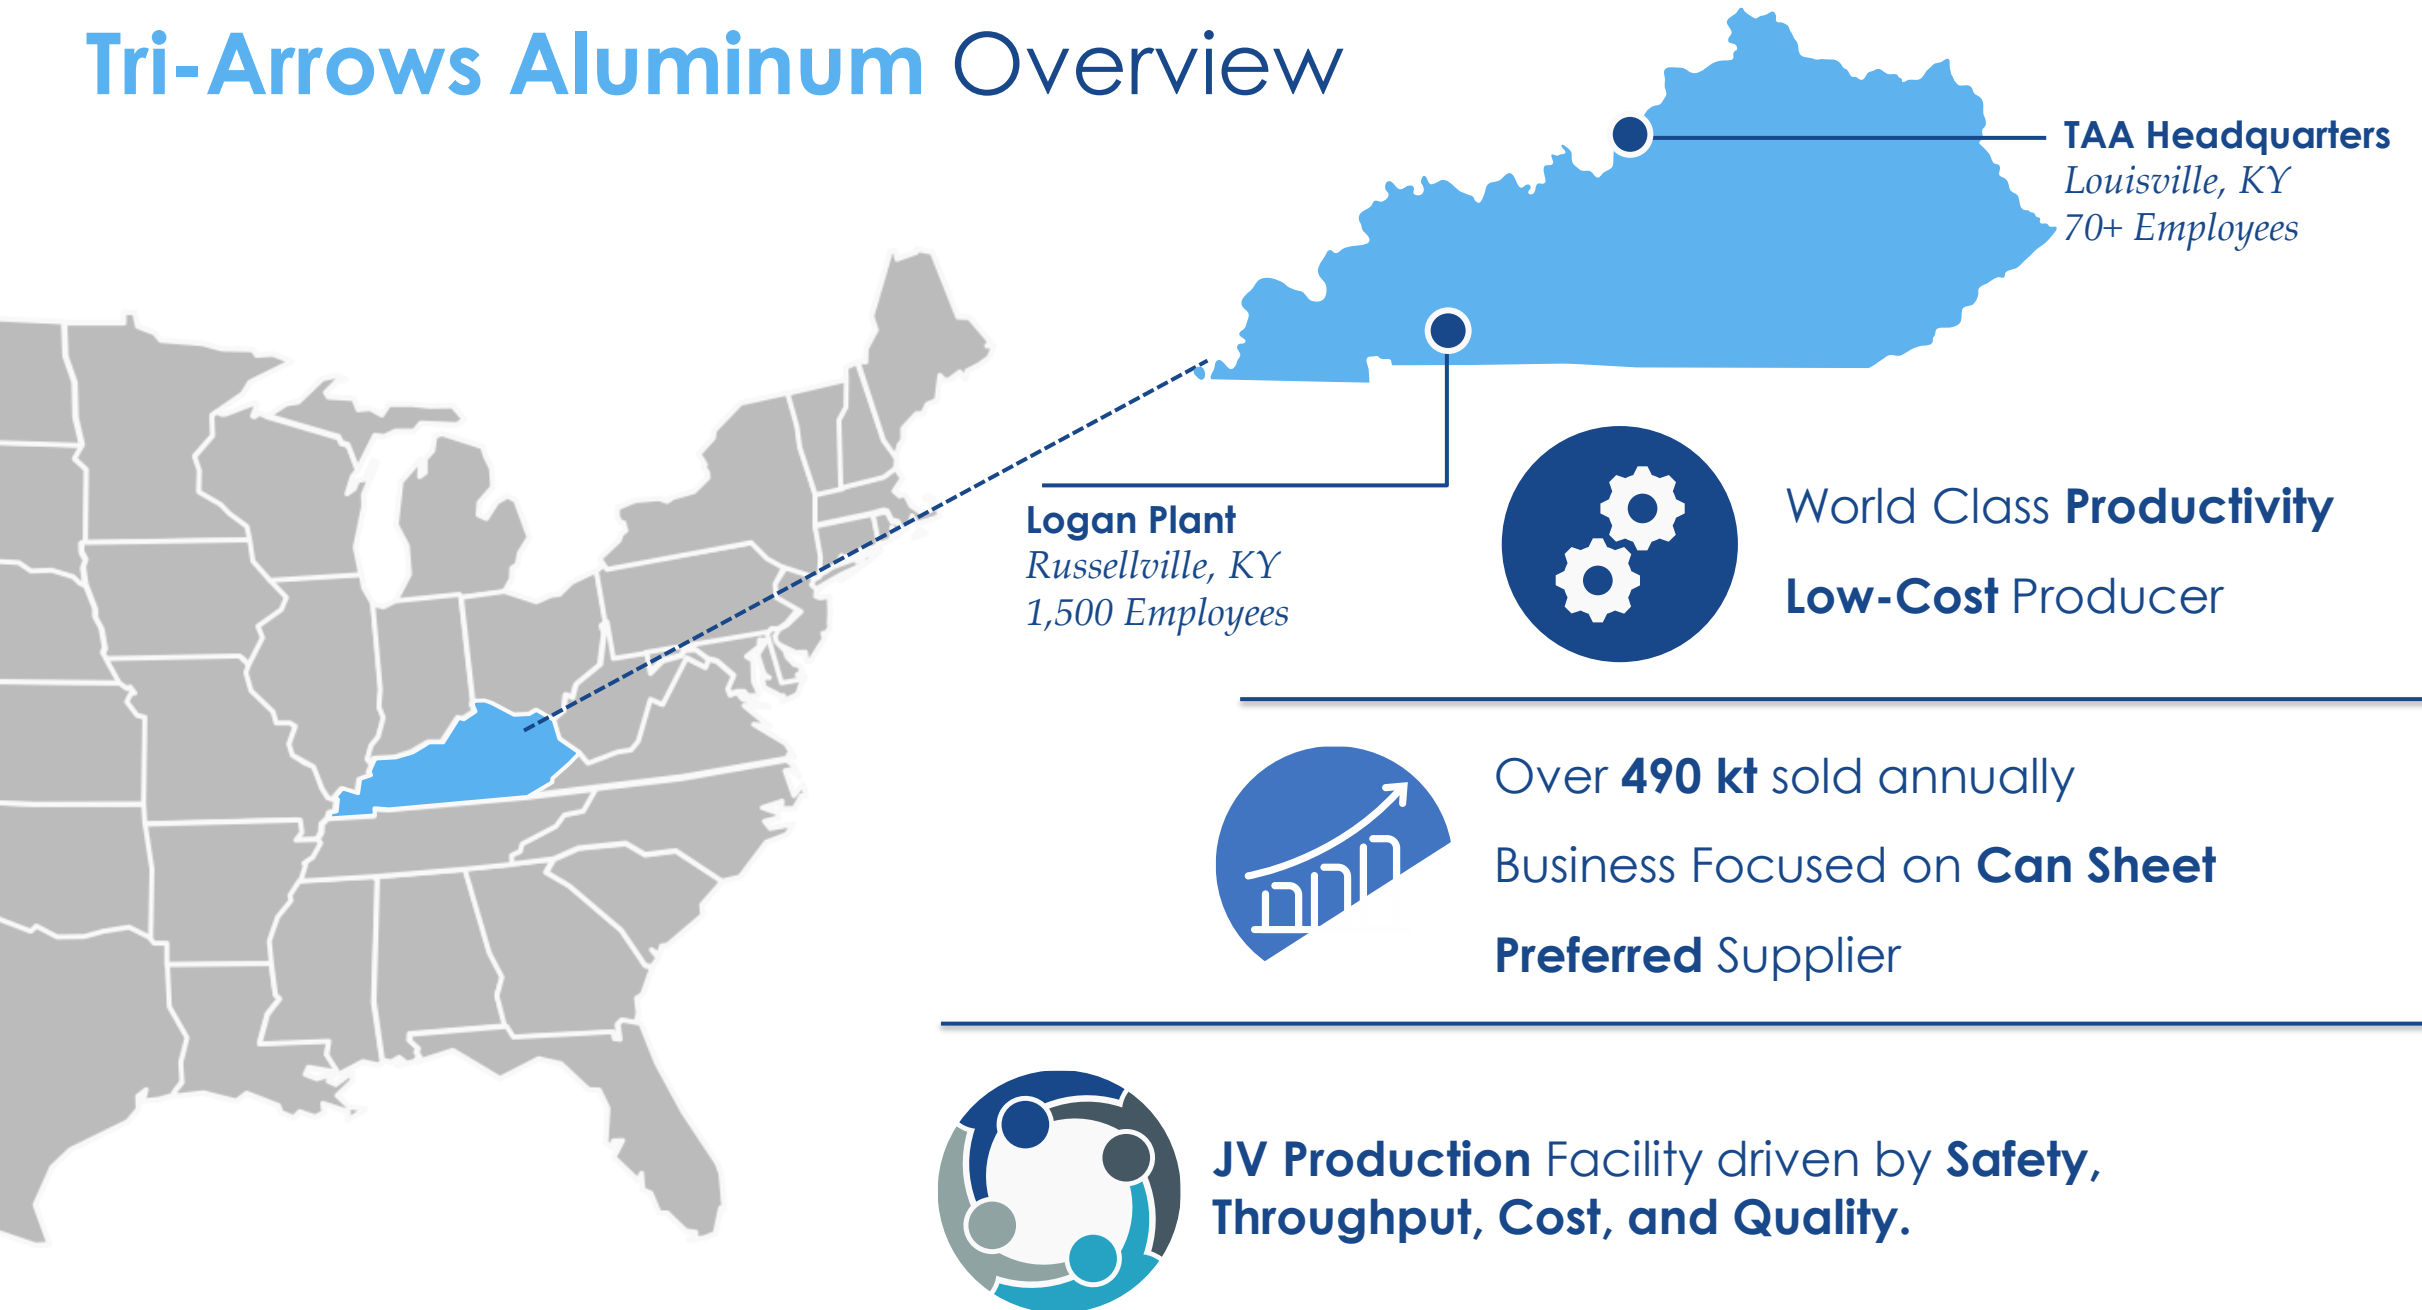 Tri-Arrows Aluminum Overview
TAA Headquarters
Louisville, KY
70+ Employees
Logan Plant
Russellville, KY
1,500 Employees
World Class Productivity
Low-Cost Producer
Over 490 kt sold annually
Business Focused on Can Sheet
Preferred Supplier
JV Production Facility driven by Safety,
Throughput, Cost, and Quality.